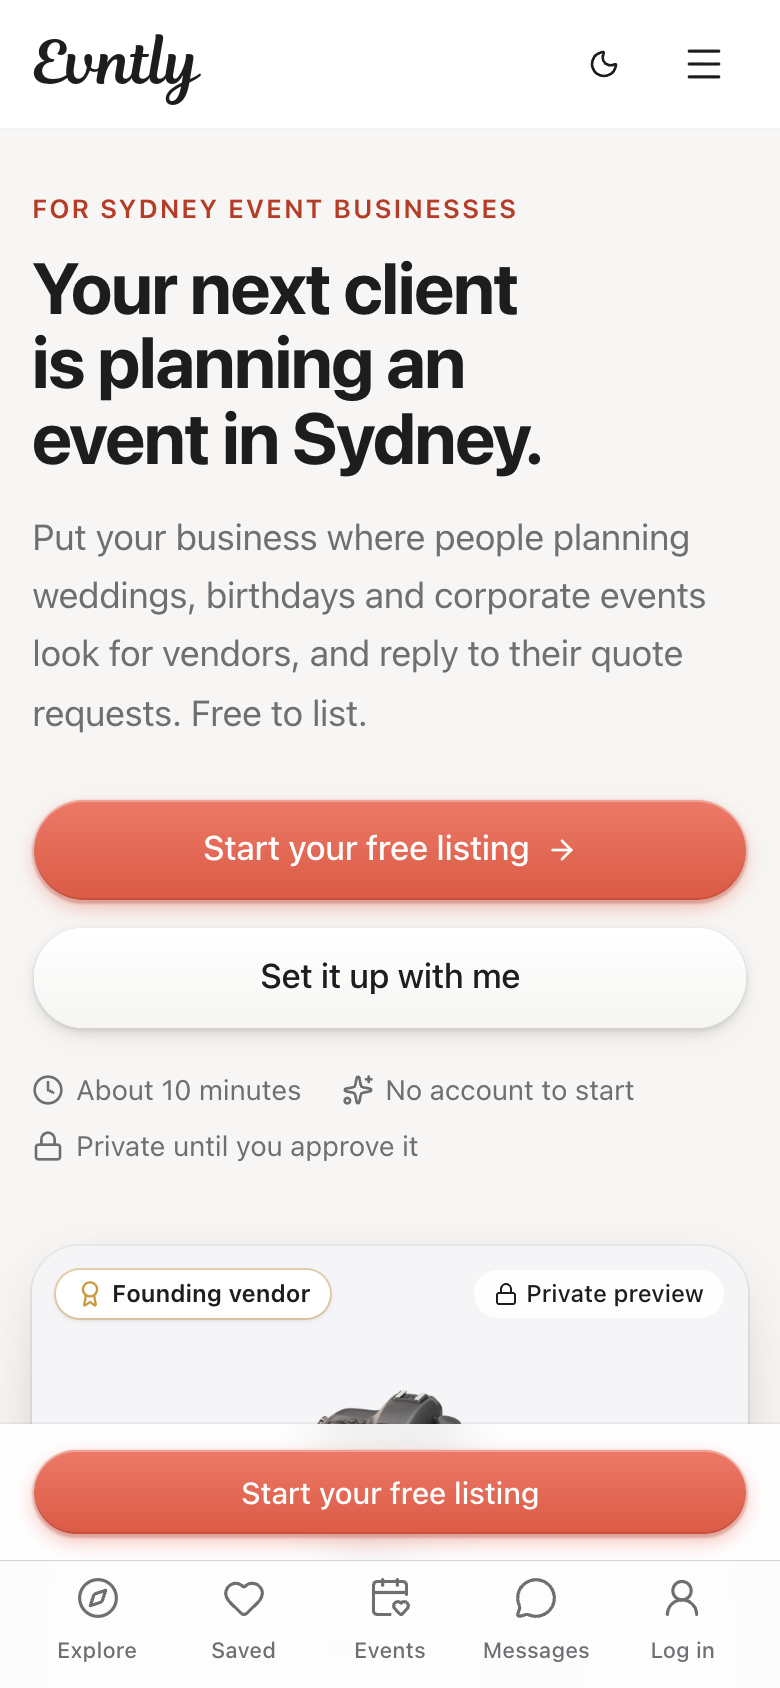 Evntly
FOR SYDNEY EVENT BUSINESSES
Your next client
is planning an
event in Sydney.
Put your business where people planning
weddings, birthdays and corporate events
look for vendors, and reply to their quote
requests. Free to list.
Start your free listing →
Set it up with me
About 10 minutes
No account to start
Private until you approve it
Founding vendor
Private preview
Start your free listing
Explore
Saved
Events
Messages
Log in